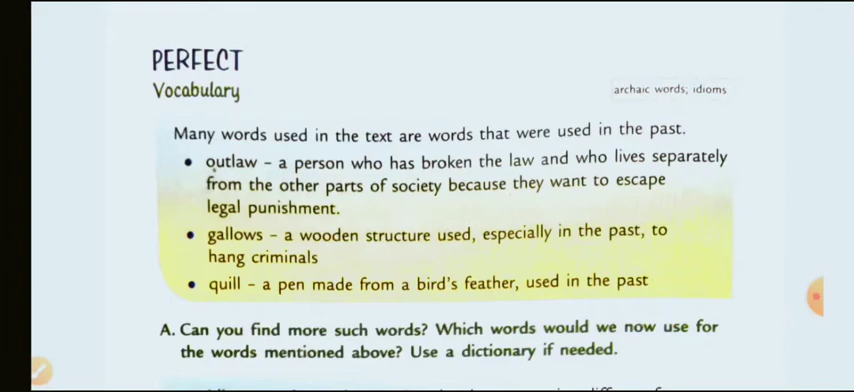 PERFECT
Vocabulary
archaic words; idioms
Many words used in the text are words that were used in the past.
• outlaw – a person who has broken the law and who lives separately
from the other parts of society because they want to escape
legal punishment.
• gallows – a wooden structure used, especially in the past, to
hang criminals
• quill – a pen made from a bird's feather, used in the past
A. Can you find more such words? Which words would we now use for
the words mentioned above? Use a dictionary if needed.